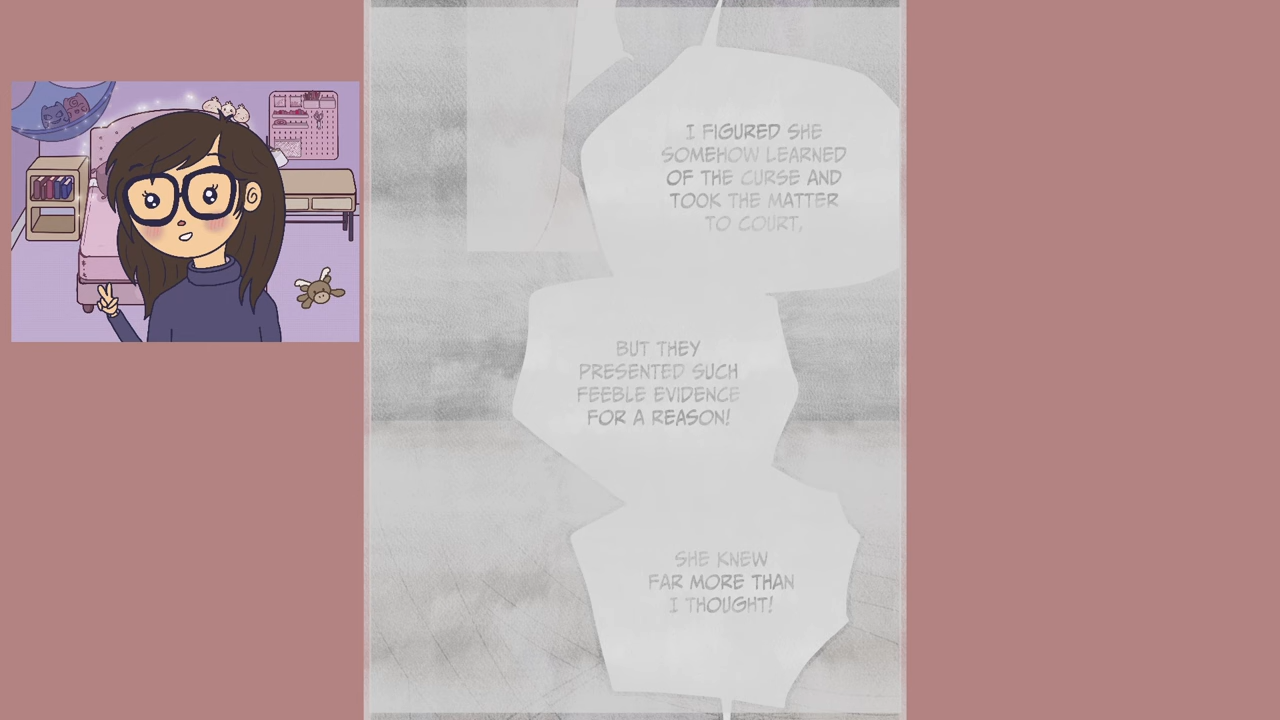 I FIGURED SHE
SOMEHOW LEARNED
OF THE CURSE AND
TOOK THE MATTER
TO COURT,
BUT THEY
PRESENTED SUCH
FEEBLE EVIDENCE
FOR A REASON!
SHE KNEW
FAR MORE THAN
I THOUGHT!